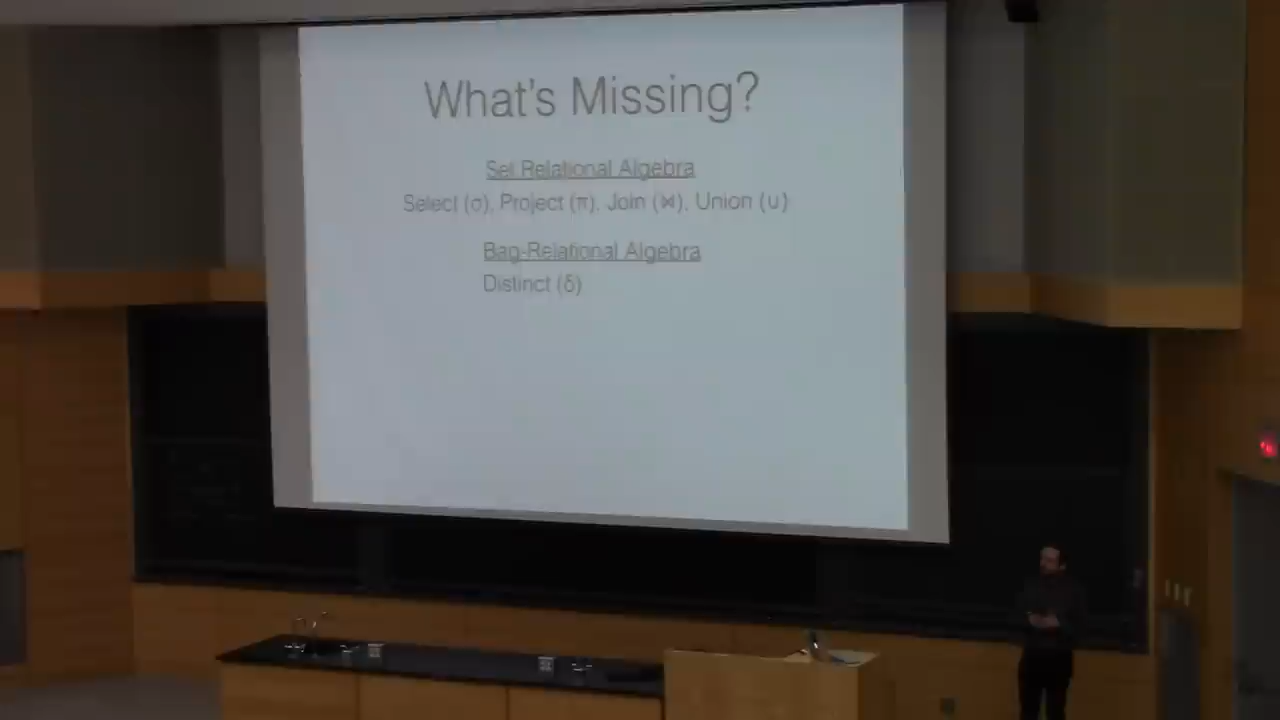 What's Missing?
Set Relational Algebra
Select (σ), Project (π), Join (⋈), Union (∪)
Bag-Relational Algebra
Distinct (δ)